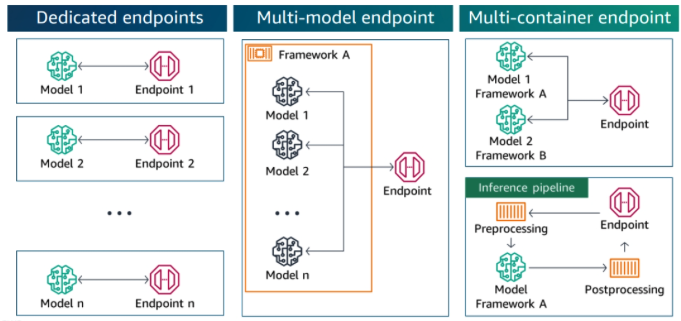 Dedicated endpoints
Model 1
Endpoint 1
Model 2
Endpoint 2
...
Model n
Endpoint n
Multi-model endpoint
Framework A
Model 1
Model 2
...
Model n
Endpoint
Multi-container endpoint
Model 1
Framework A
Model 2
Framework B
Endpoint
Inference pipeline
Preprocessing
Endpoint
Model
Framework A
Postprocessing